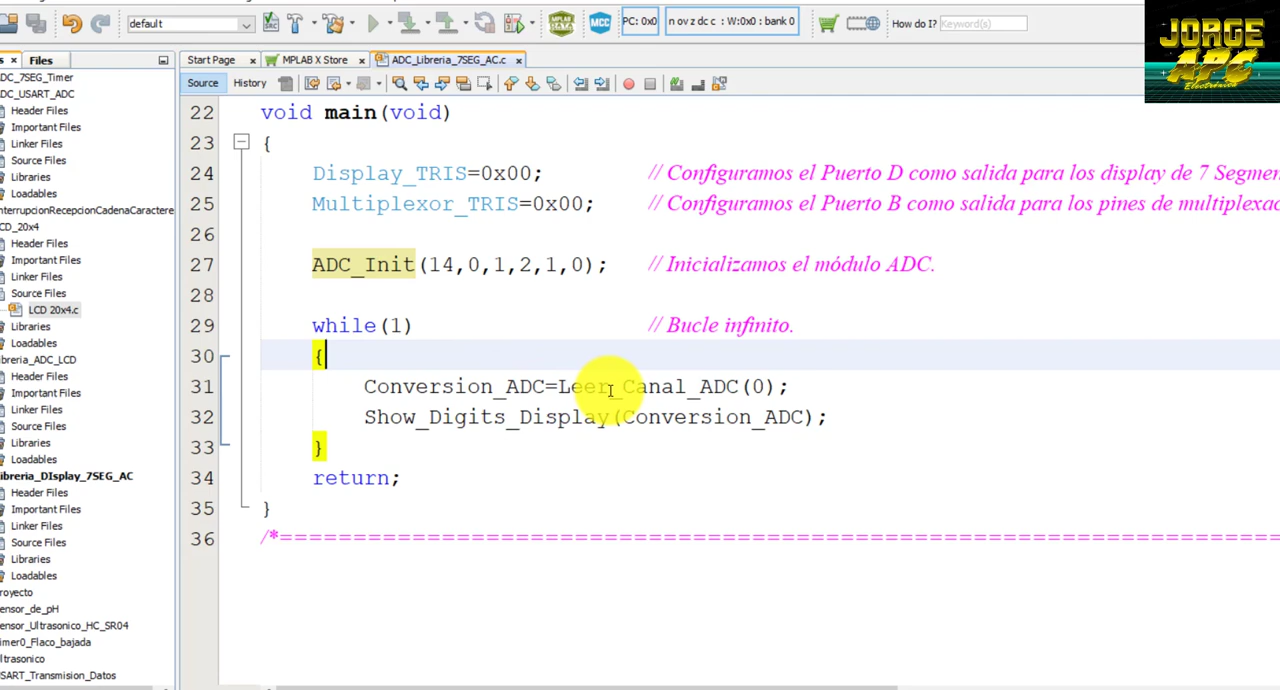 default
PC: 0x0
n ov z dc c : W:0x0 : bank 0
How do I?
Keyword(s)
JORGE
APC
Electrónica
Files
Start Page
MPLAB X Store
ADC_Libreria_7SEG_AC.c
Source
History
DC_7SEG_Timer
DC_USART_ADC
Header Files
Important Files
Linker Files
Source Files
Libraries
Loadables
nterrupcionRecepcionCadenaCaractere
CD_20x4
Header Files
Important Files
Linker Files
Source Files
LCD 20x4.c
Libraries
Loadables
ibreria_ADC_LCD
Header Files
Important Files
Linker Files
Source Files
Libraries
Loadables
ibreria_DIsplay_7SEG_AC
Header Files
Important Files
Linker Files
Source Files
Libraries
Loadables
royecto
ensor_de_pH
ensor_Ultrasonico_HC_SR04
imer0_Flaco_bajada
ltrasonico
SART_Transmision_Datos
22 void main(void)
23 {
24 Display_TRIS=0x00; // Configuramos el Puerto D como salida para los display de 7 Segmen
25 Multiplexor_TRIS=0x00; // Configuramos el Puerto B como salida para los pines de multiplexac
26
27 ADC_Init(14,0,1,2,1,0); // Inicializamos el módulo ADC.
28
29 while(1) // Bucle infinito.
30 {
31 Conversion_ADC=Leer_Canal_ADC(0);
32 Show_Digits_Display(Conversion_ADC);
33 }
34 return;
35 }
36 /*==============================================================